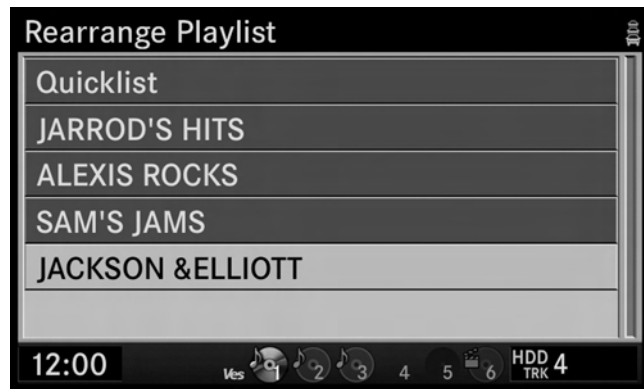 Rearrange Playlist
Quicklist
JARROD'S HITS
ALEXIS ROCKS
SAM'S JAMS
JACKSON &ELLIOTT
12:00 Ves 1 2 3 4 5 6 HDD TRK 4